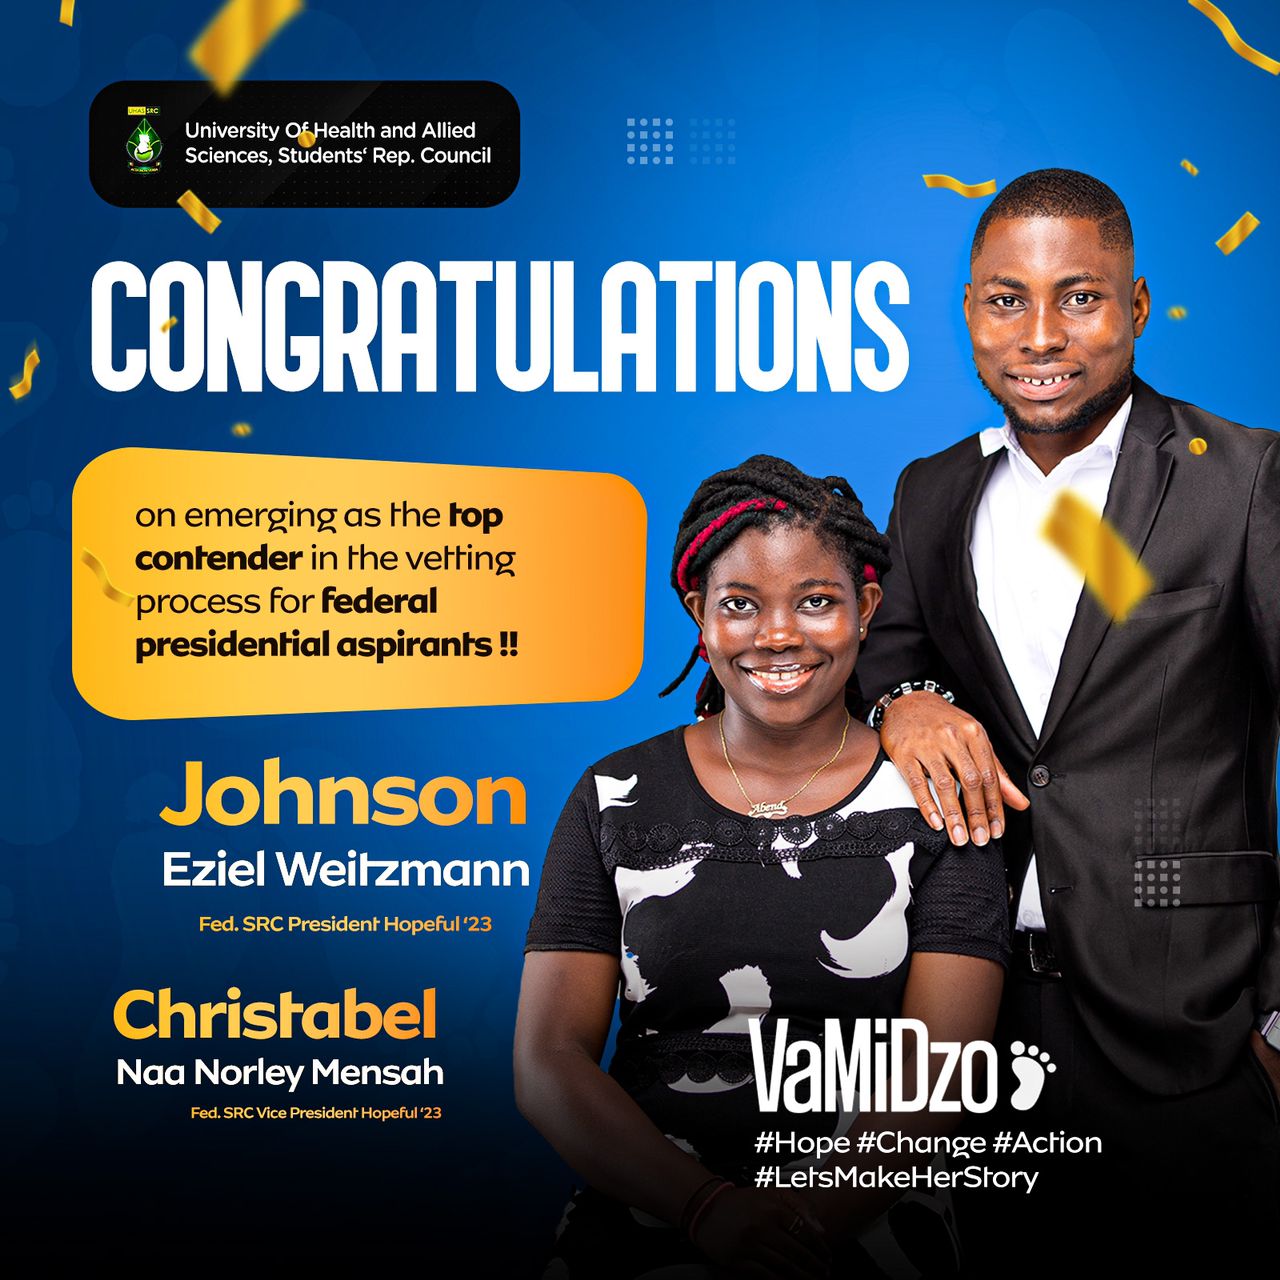 UHAS SRC
University Of Health and Allied
Sciences, Students‘ Rep. Council
CONGRATULATIONS
on emerging as the top
contender in the vetting
process for federal
presidential aspirants !!
Johnson
Eziel Weitzmann
Fed. SRC President Hopeful ‘23
Christabel
Naa Norley Mensah
Fed. SRC Vice President Hopeful ‘23
Abena
VaMiDzo
#Hope #Change #Action
#LetsMakeHerStory